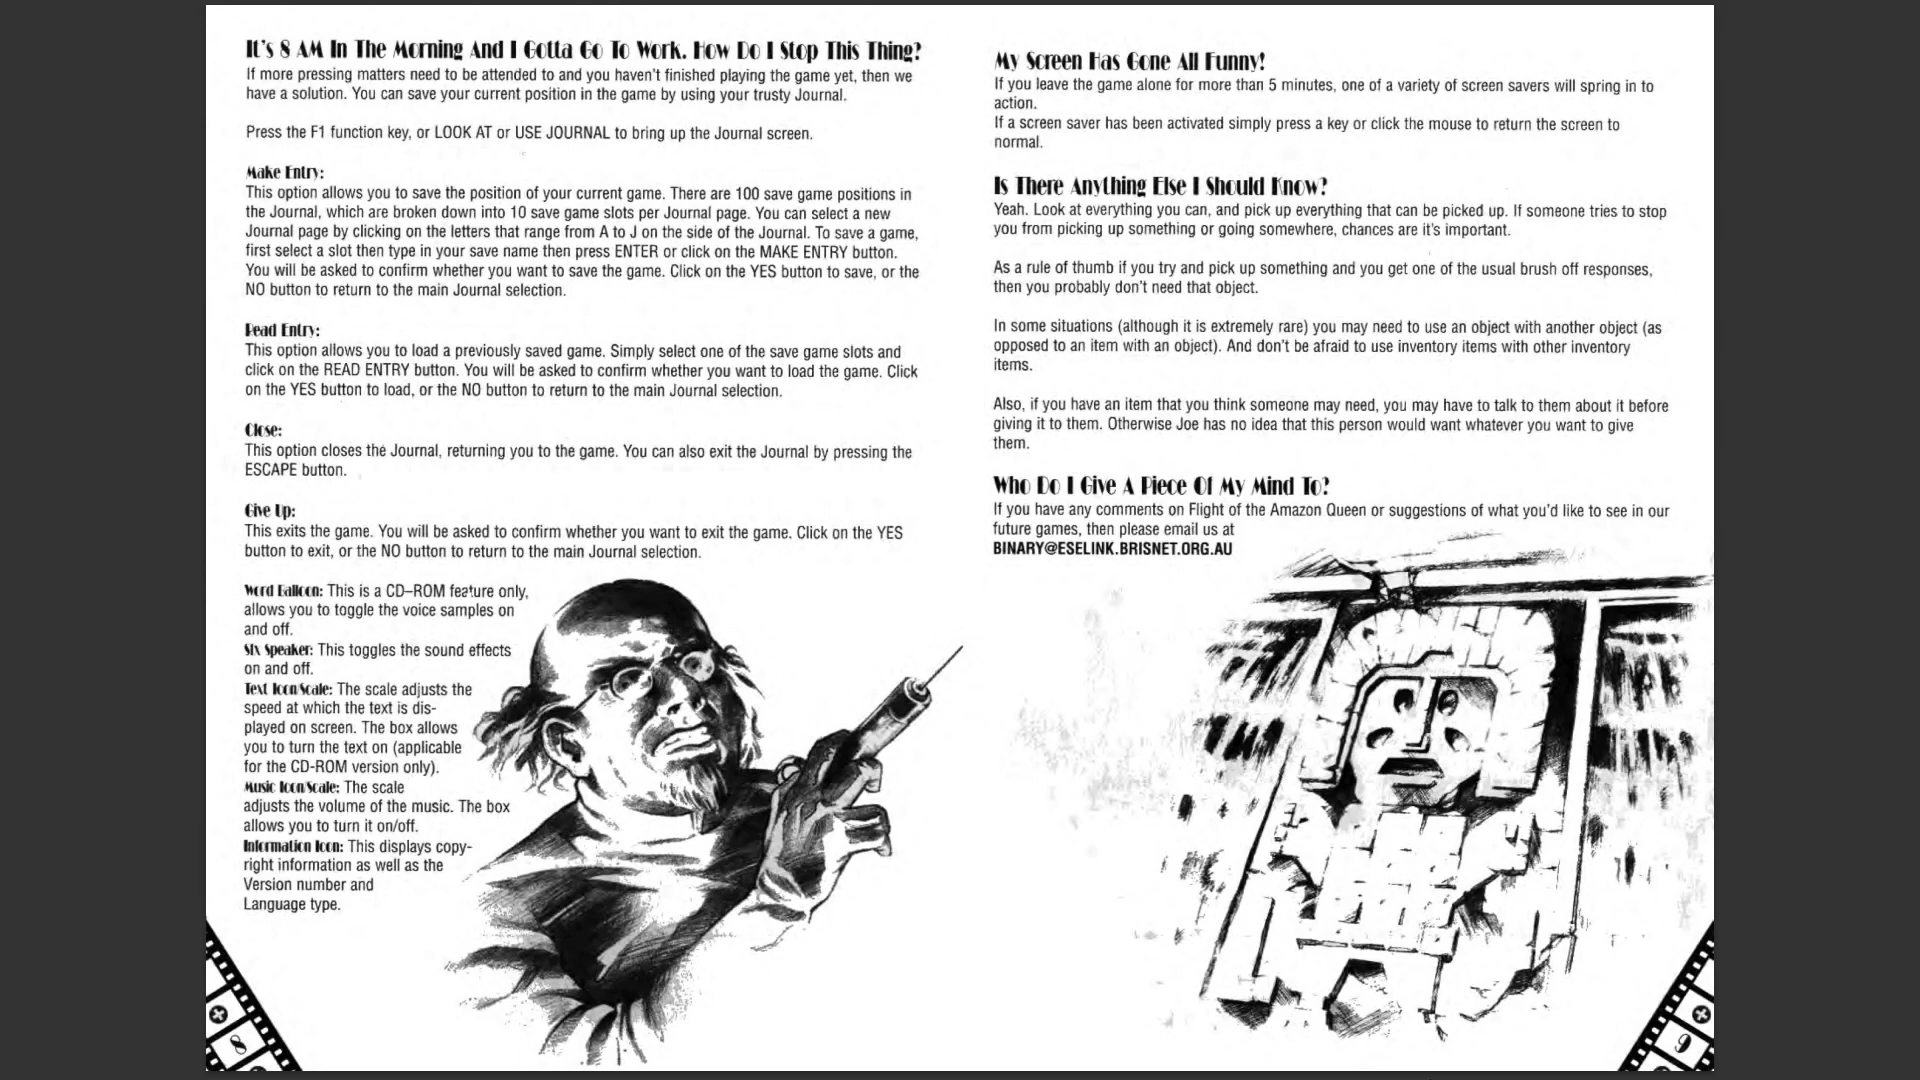 It's 8 AM In The Morning And I Gotta Go To Work. How Do I Stop This Thing?
If more pressing matters need to be attended to and you haven't finished playing the game yet, then we
have a solution. You can save your current position in the game by using your trusty Journal.
Press the F1 function key, or LOOK AT or USE JOURNAL to bring up the Journal screen.
Make Entry:
This option allows you to save the position of your current game. There are 100 save game positions in
the Journal, which are broken down into 10 save game slots per Journal page. You can select a new
Journal page by clicking on the letters that range from A to J on the side of the Journal. To save a game,
first select a slot then type in your save name then press ENTER or click on the MAKE ENTRY button.
You will be asked to confirm whether you want to save the game. Click on the YES button to save, or the
NO button to return to the main Journal selection.
Read Entry:
This option allows you to load a previously saved game. Simply select one of the save game slots and
click on the READ ENTRY button. You will be asked to confirm whether you want to load the game. Click
on the YES button to load, or the NO button to return to the main Journal selection.
Close:
This option closes the Journal, returning you to the game. You can also exit the Journal by pressing the
ESCAPE button.
Give Up:
This exits the game. You will be asked to confirm whether you want to exit the game. Click on the YES
button to exit, or the NO button to return to the main Journal selection.
Word Balloon: This is a CD–ROM feature only,
allows you to toggle the voice samples on
and off.
Sfx Speaker: This toggles the sound effects
on and off.
Text Icon/Scale: The scale adjusts the
speed at which the text is dis-
played on screen. The box allows
you to turn the text on (applicable
for the CD-ROM version only).
Music Icon/Scale: The scale
adjusts the volume of the music. The box
allows you to turn it on/off.
Information Icon: This displays copy-
right information as well as the
Version number and
Language type.
8
My Screen Has Gone All Funny!
If you leave the game alone for more than 5 minutes, one of a variety of screen savers will spring in to
action.
If a screen saver has been activated simply press a key or click the mouse to return the screen to
normal.
Is There Anything Else I Should Know?
Yeah. Look at everything you can, and pick up everything that can be picked up. If someone tries to stop
you from picking up something or going somewhere, chances are it's important.
As a rule of thumb if you try and pick up something and you get one of the usual brush off responses,
then you probably don't need that object.
In some situations (although it is extremely rare) you may need to use an object with another object (as
opposed to an item with an object). And don't be afraid to use inventory items with other inventory
items.
Also, if you have an item that you think someone may need, you may have to talk to them about it before
giving it to them. Otherwise Joe has no idea that this person would want whatever you want to give
them.
Who Do I Give A Piece Of My Mind To?
If you have any comments on Flight of the Amazon Queen or suggestions of what you'd like to see in our
future games, then please email us at
BINARY@ESELINK.BRISNET.ORG.AU
9